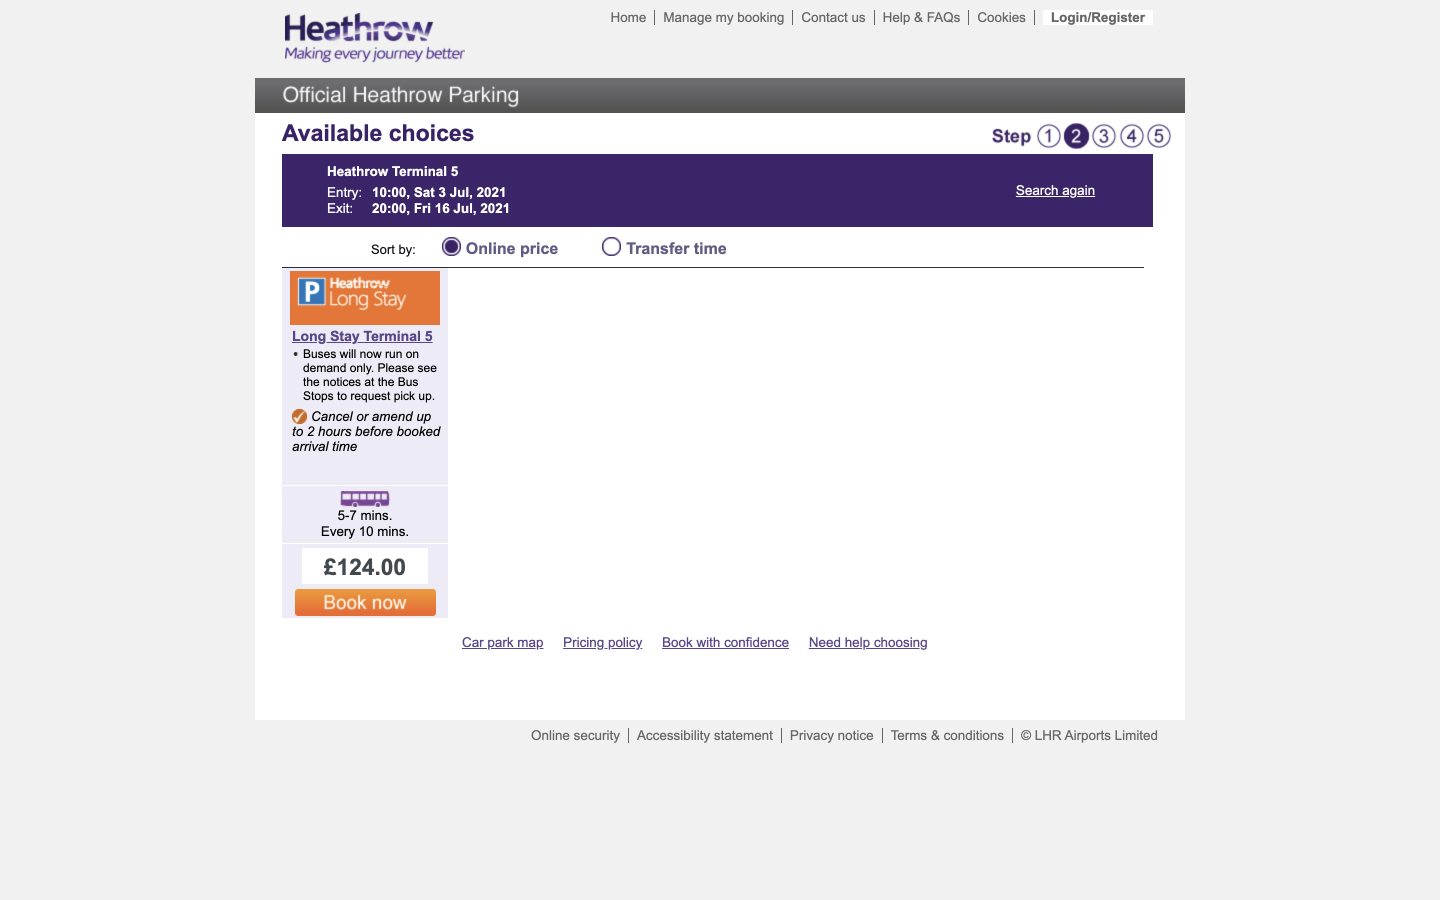 Heathrow
Making every journey better
Home
Manage my booking
Contact us
Help & FAQs
Cookies
Login/Register
Official Heathrow Parking
Available choices
Step 1 2 3 4 5
Heathrow Terminal 5
Entry: 10:00, Sat 3 Jul, 2021
Exit: 20:00, Fri 16 Jul, 2021
Search again
Sort by: Online price Transfer time
P Heathrow
Long Stay
Long Stay Terminal 5
• Buses will now run on
demand only. Please see
the notices at the Bus
Stops to request pick up.
Cancel or amend up
to 2 hours before booked
arrival time
5-7 mins.
Every 10 mins.
£124.00
Book now
Car park map
Pricing policy
Book with confidence
Need help choosing
Online security
Accessibility statement
Privacy notice
Terms & conditions
© LHR Airports Limited